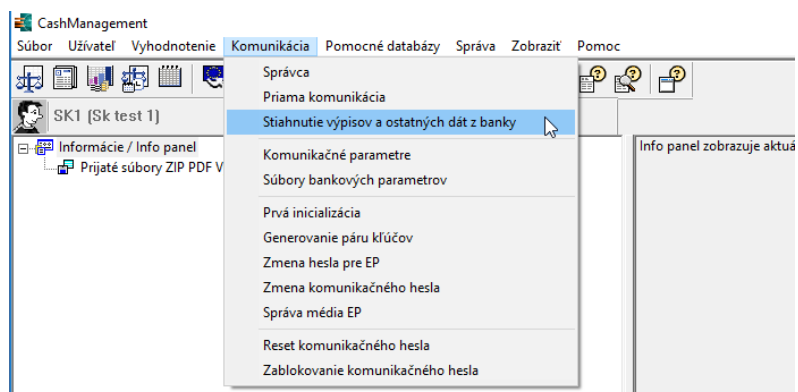 CashManagement
Súbor Užívateľ Vyhodnotenie Komunikácia Pomocné databázy Správa Zobraziť Pomoc
SK1 (Sk test 1)
Informácie / Info panel
Prijaté súbory ZIP PDF V
Správca
Priama komunikácia
Stiahnutie výpisov a ostatných dát z banky
Komunikačné parametre
Súbory bankových parametrov
Prvá inicializácia
Generovanie páru kľúčov
Zmena hesla pre EP
Zmena komunikačného hesla
Správa média EP
Reset komunikačného hesla
Zablokovanie komunikačného hesla
Info panel zobrazuje aktuá